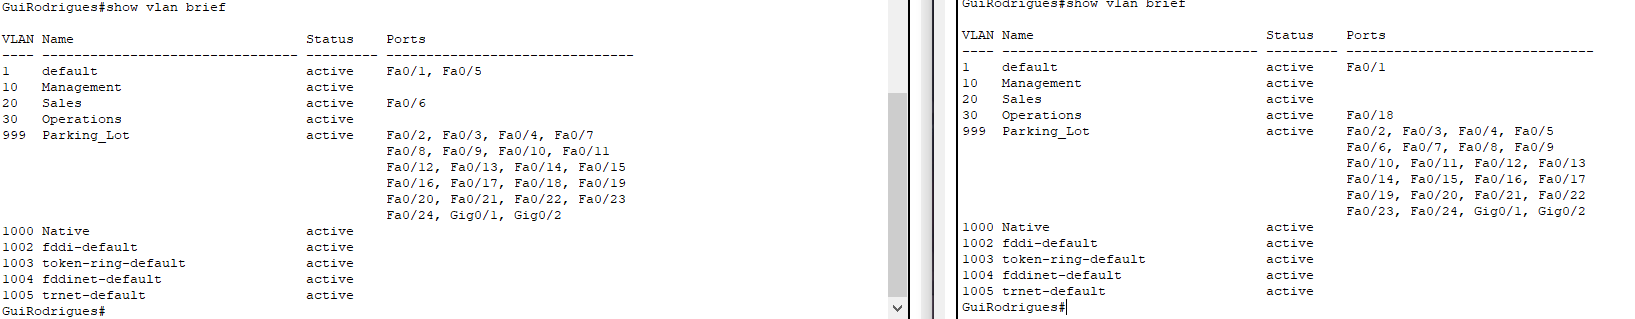 GuiRodrigues#show vlan brief
VLAN Name                             Status    Ports
---- -------------------------------- --------- -------------------------------
1    default                          active    Fa0/1, Fa0/5
10   Management                       active
20   Sales                            active    Fa0/6
30   Operations                       active
999  Parking_Lot                      active    Fa0/2, Fa0/3, Fa0/4, Fa0/7
                                                Fa0/8, Fa0/9, Fa0/10, Fa0/11
                                                Fa0/12, Fa0/13, Fa0/14, Fa0/15
                                                Fa0/16, Fa0/17, Fa0/18, Fa0/19
                                                Fa0/20, Fa0/21, Fa0/22, Fa0/23
                                                Fa0/24, Gig0/1, Gig0/2
1000 Native                           active
1002 fddi-default                     active
1003 token-ring-default               active
1004 fddinet-default                  active
1005 trnet-default                    active
GuiRodrigues#
GuiRodrigues#show vlan brief
VLAN Name                             Status    Ports
---- -------------------------------- --------- -------------------------------
1    default                          active    Fa0/1
10   Management                       active
20   Sales                            active
30   Operations                       active    Fa0/18
999  Parking_Lot                      active    Fa0/2, Fa0/3, Fa0/4, Fa0/5
                                                Fa0/6, Fa0/7, Fa0/8, Fa0/9
                                                Fa0/10, Fa0/11, Fa0/12, Fa0/13
                                                Fa0/14, Fa0/15, Fa0/16, Fa0/17
                                                Fa0/19, Fa0/20, Fa0/21, Fa0/22
                                                Fa0/23, Fa0/24, Gig0/1, Gig0/2
1000 Native                           active
1002 fddi-default                     active
1003 token-ring-default               active
1004 fddinet-default                  active
1005 trnet-default                    active
GuiRodrigues#